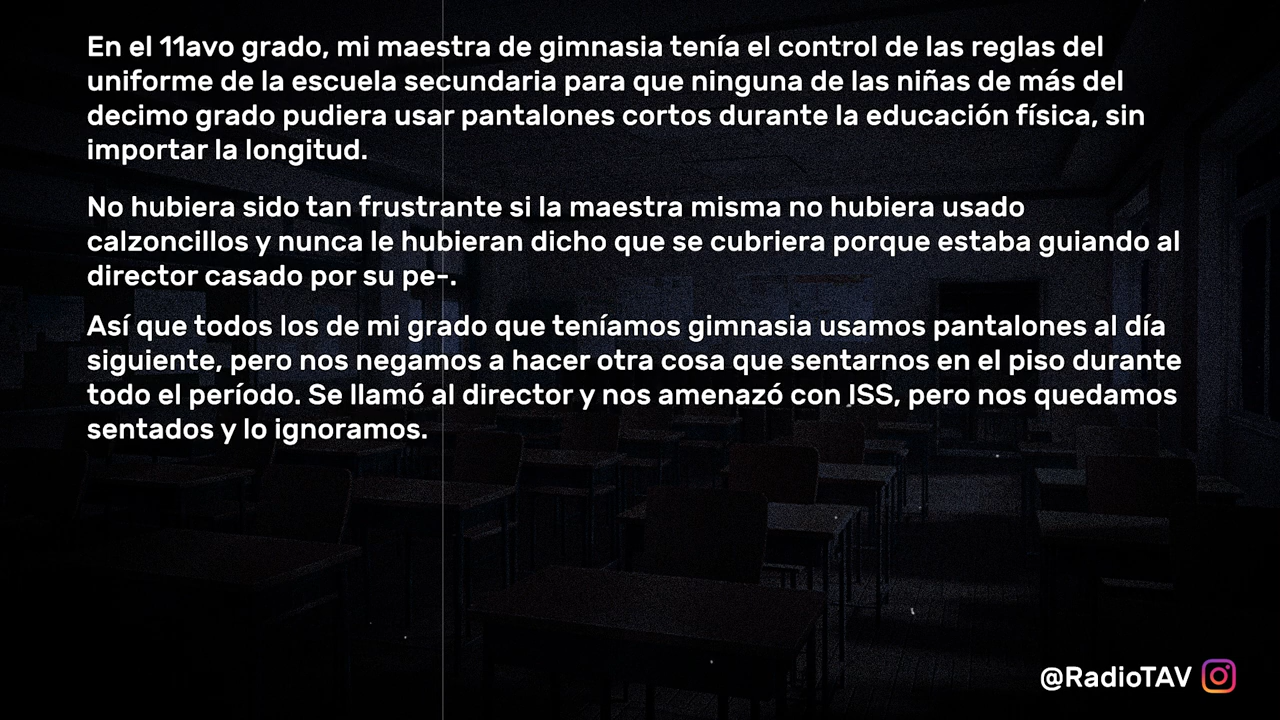 En el 11avo grado, mi maestra de gimnasia tenía el control de las reglas del
uniforme de la escuela secundaria para que ninguna de las niñas de más del
decimo grado pudiera usar pantalones cortos durante la educación física, sin
importar la longitud.
No hubiera sido tan frustrante si la maestra misma no hubiera usado
calzoncillos y nunca le hubieran dicho que se cubriera porque estaba guiando al
director casado por su pe-.
Así que todos los de mi grado que teníamos gimnasia usamos pantalones al día
siguiente, pero nos negamos a hacer otra cosa que sentarnos en el piso durante
todo el período. Se llamó al director y nos amenazó con ISS, pero nos quedamos
sentados y lo ignoramos.
@RadioTAV